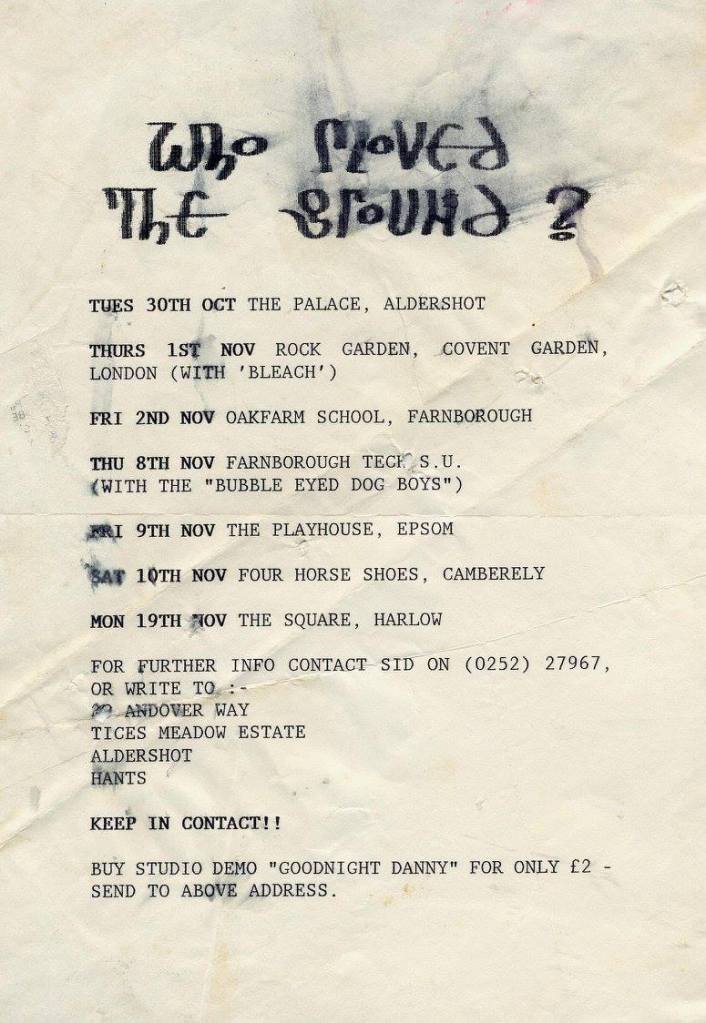 WHO MOVED
THE GROUND?
TUES 30TH OCT THE PALACE, ALDERSHOT
THURS 1ST NOV ROCK GARDEN, COVENT GARDEN,
LONDON (WITH 'BLEACH')
FRI 2ND NOV OAKFARM SCHOOL, FARNBOROUGH
THU 8TH NOV FARNBOROUGH TECH S.U.
(WITH THE "BUBBLE EYED DOG BOYS")
FRI 9TH NOV THE PLAYHOUSE, EPSOM
SAT 10TH NOV FOUR HORSE SHOES, CAMBERELY
MON 19TH NOV THE SQUARE, HARLOW
FOR FURTHER INFO CONTACT SID ON (0252) 27967,
OR WRITE TO :-
ANDOVER WAY
TICES MEADOW ESTATE
ALDERSHOT
HANTS
KEEP IN CONTACT!!
BUY STUDIO DEMO "GOODNIGHT DANNY" FOR ONLY £2 -
SEND TO ABOVE ADDRESS.